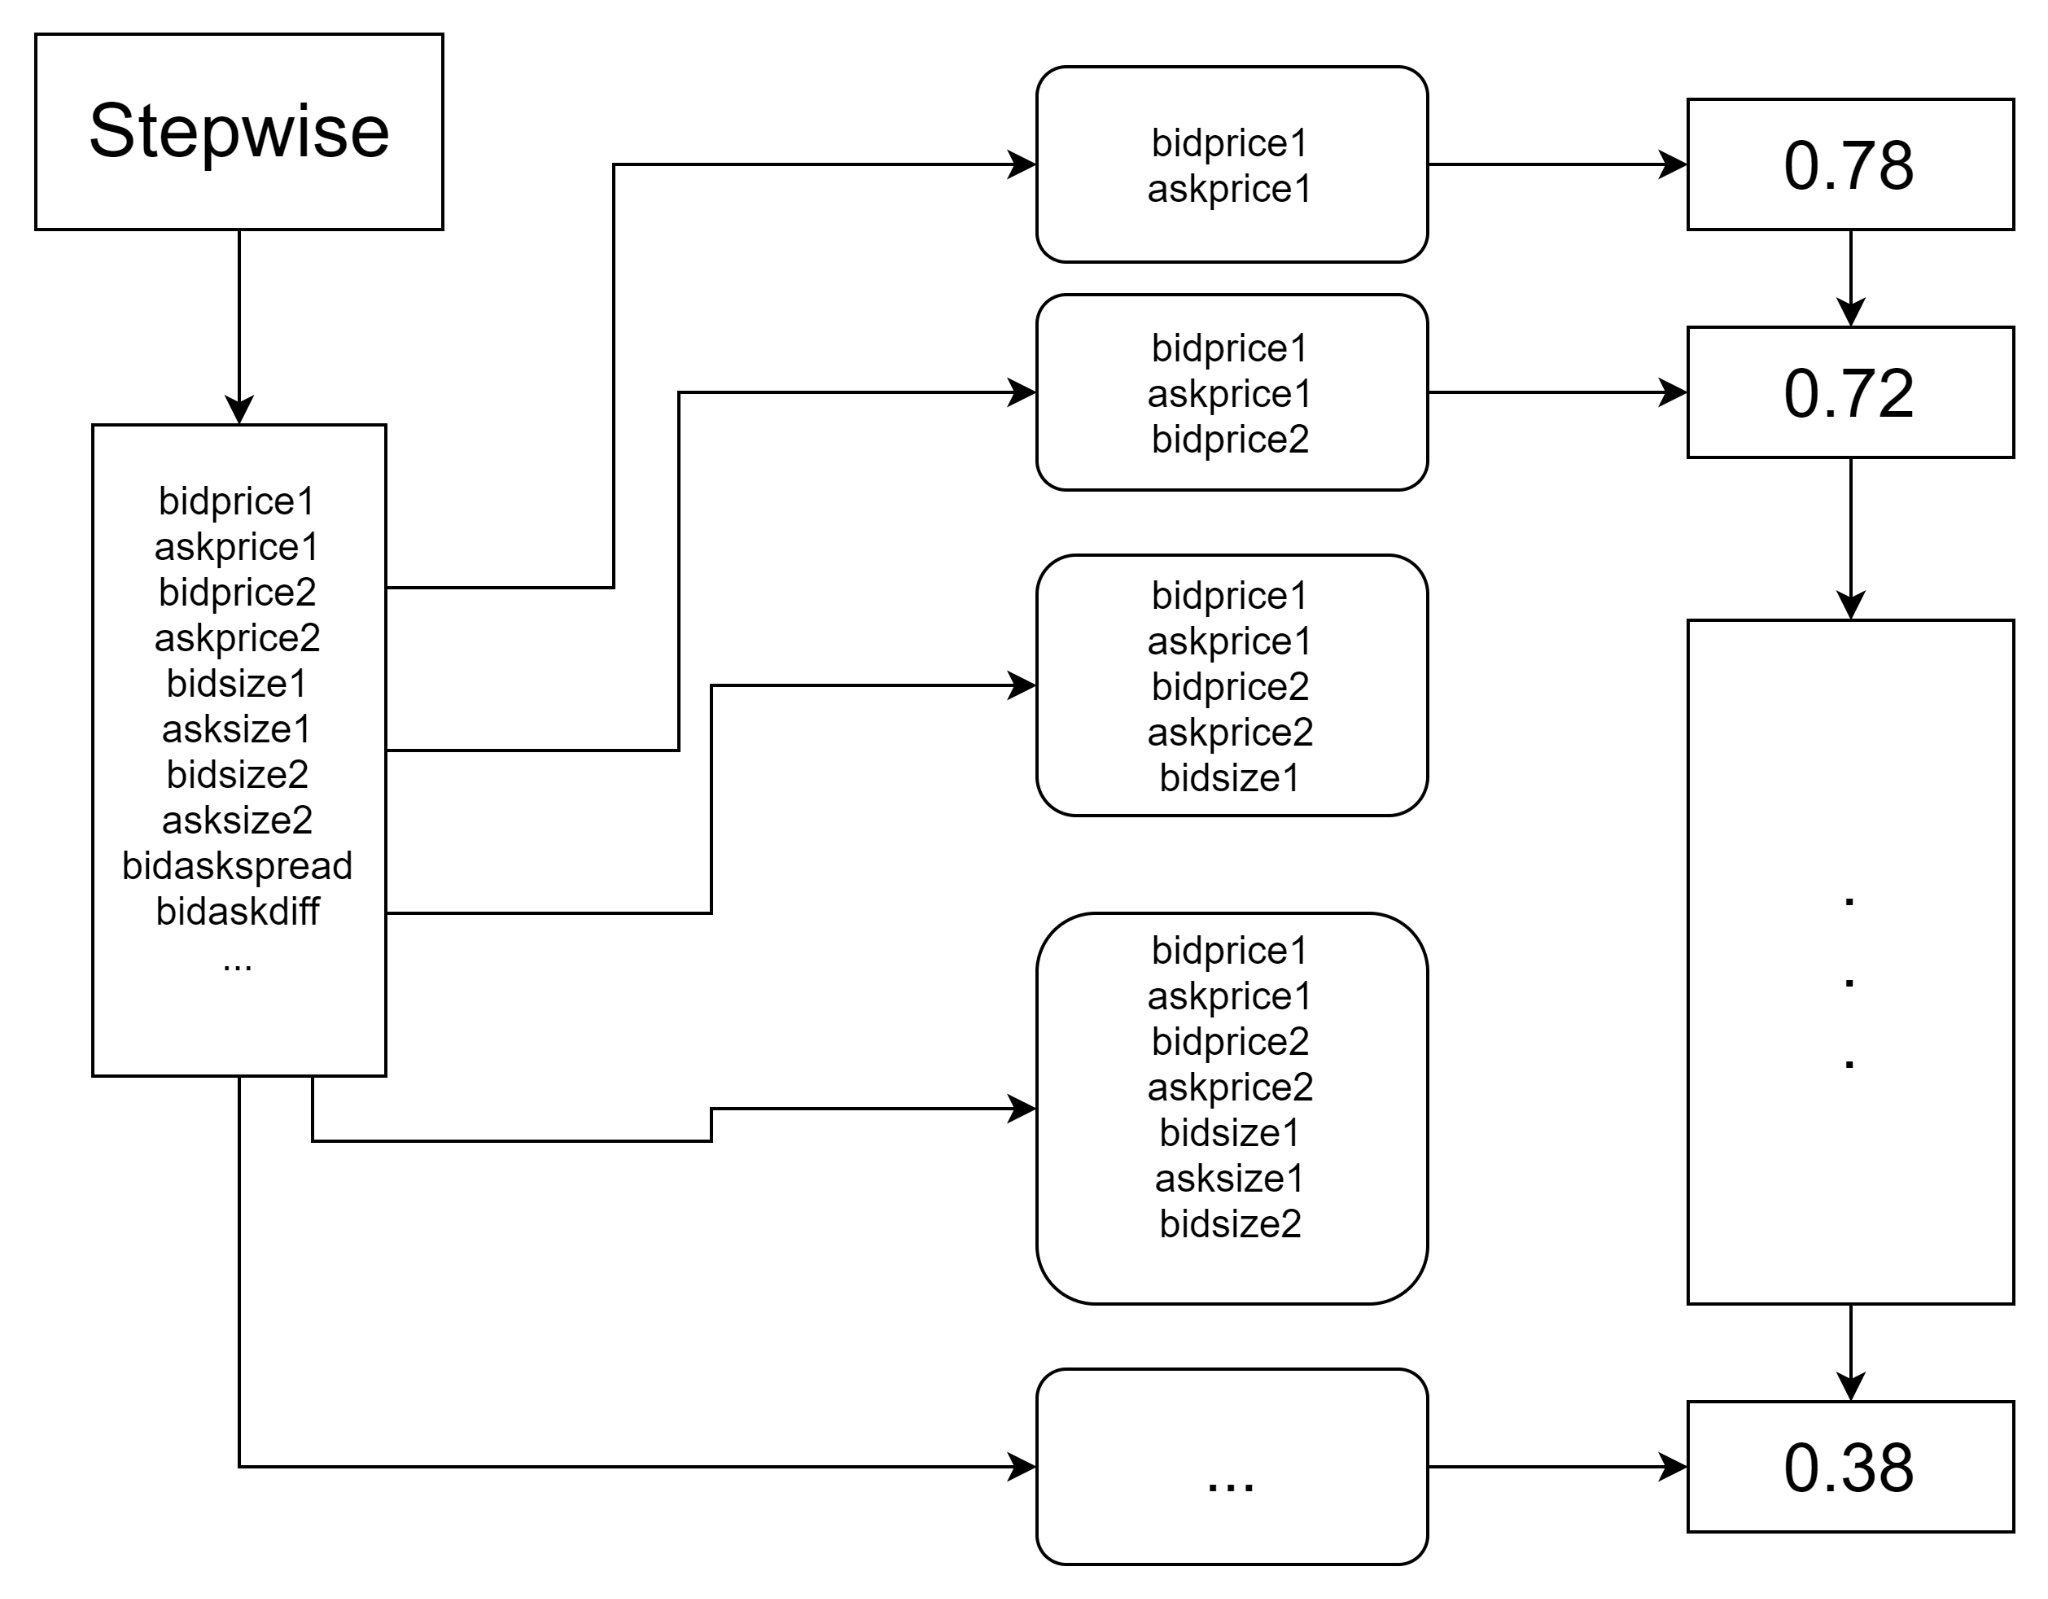 Stepwise
bidprice1
askprice1
bidprice2
askprice2
bidsize1
asksize1
bidsize2
asksize2
bidaskspread
bidaskdiff
...
bidprice1
askprice1
0.78
bidprice1
askprice1
bidprice2
0.72
bidprice1
askprice1
bidprice2
askprice2
bidsize1
bidprice1
askprice1
bidprice2
askprice2
bidsize1
asksize1
bidsize2
.
.
.
...
0.38